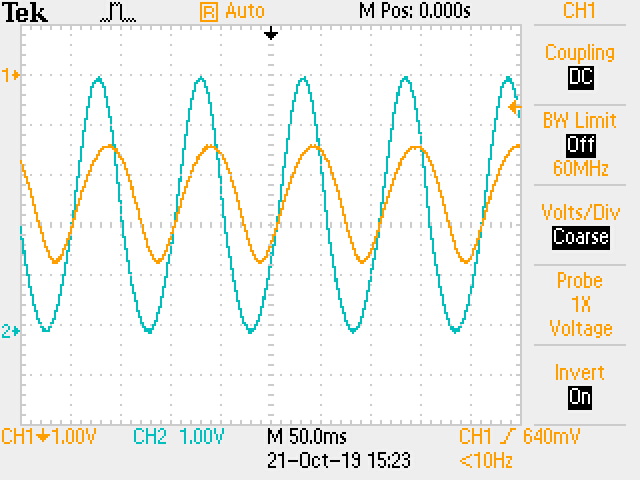 Tek R Auto M Pos: 0.000s CH1
Coupling
DC
BW Limit
Off
60MHz
Volts/Div
Coarse
Probe
1X
Voltage
Invert
On
1
2
CH1 1.00V CH2 1.00V M 50.0ms CH1 640mV
21-Oct-19 15:23 <10Hz